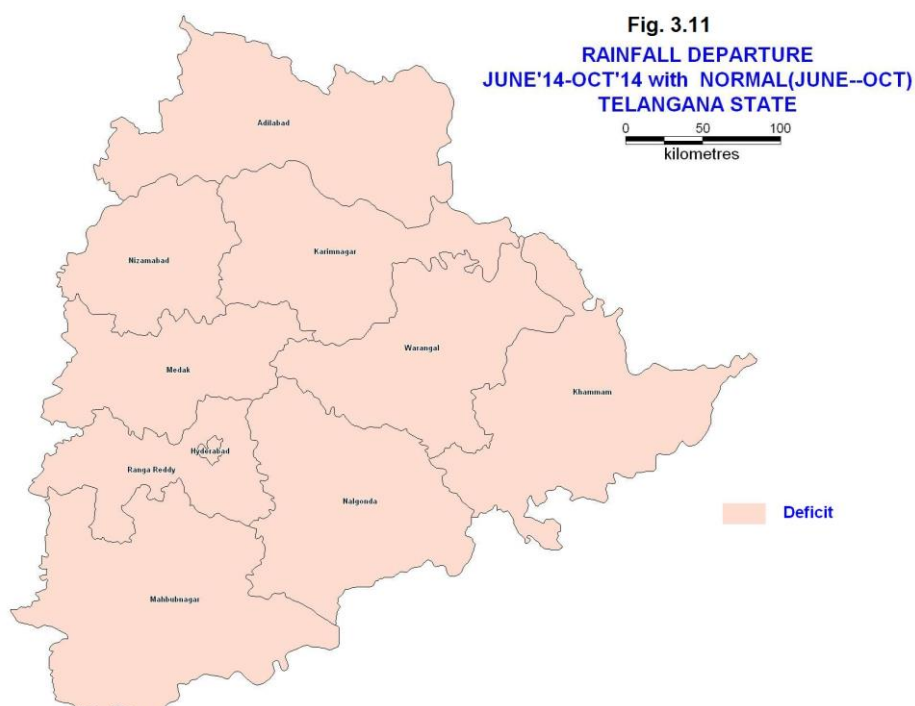 Fig. 3.11
RAINFALL DEPARTURE
JUNE'14-OCT'14 with NORMAL(JUNE--OCT)
TELANGANA STATE
0 50 100
kilometres
Adilabad
Nizamabad
Karimnagar
Warangal
Medak
Khammam
Hyderabad
Ranga Reddy
Nalgonda
Deficit
Mahbubnagar